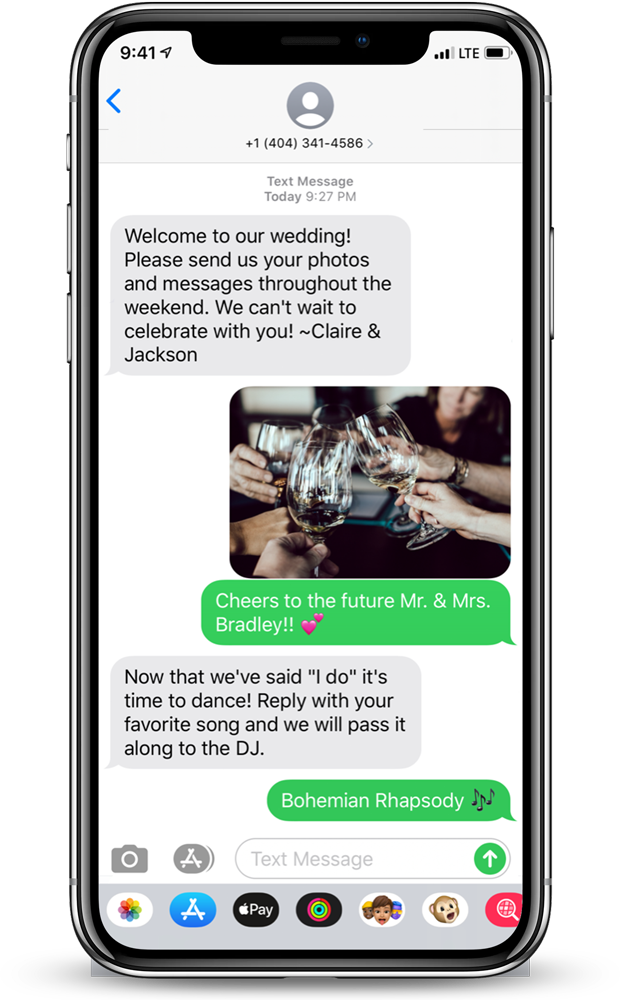 9:41 LTE
+1 (404) 341-4586 >
Text Message
Today 9:27 PM
Welcome to our wedding!
Please send us your photos
and messages throughout the
weekend. We can't wait to
celebrate with you! ~Claire &
Jackson
Cheers to the future Mr. & Mrs.
Bradley!! 💕
Now that we've said "I do" it's
time to dance! Reply with your
favorite song and we will pass it
along to the DJ.
Bohemian Rhapsody 🎶
Text Message
Pay